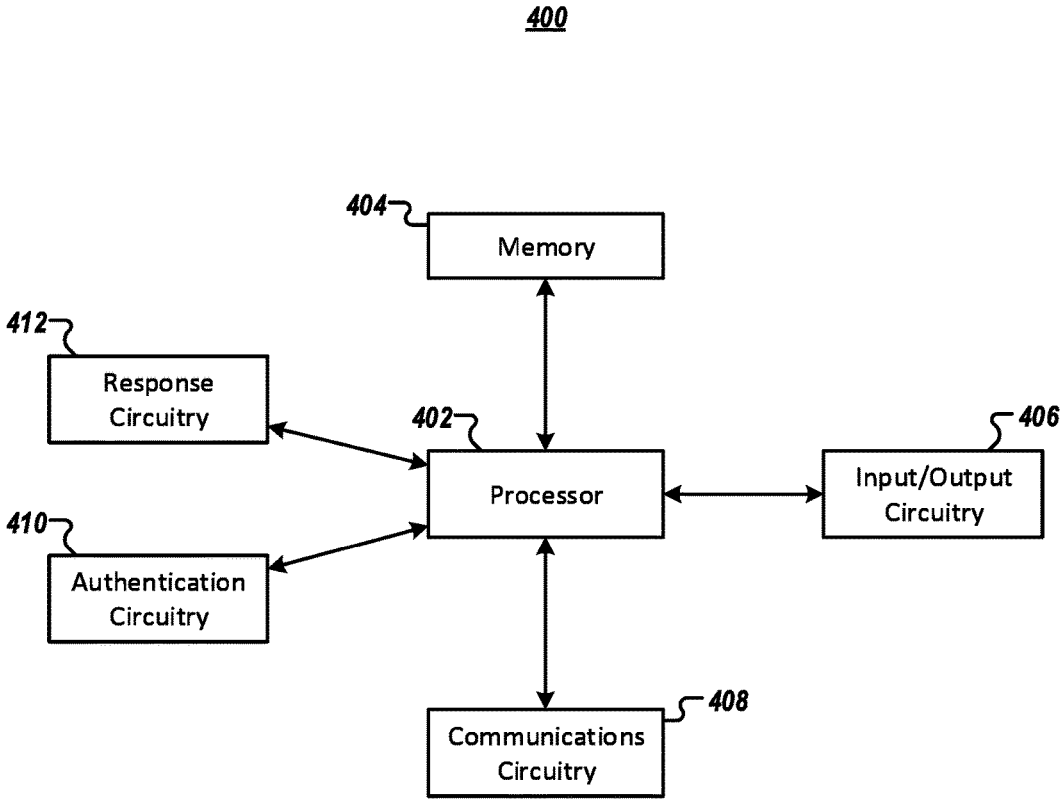 400
404
Memory
412
Response
Circuitry
402
Processor
406
Input/Output
Circuitry
410
Authentication
Circuitry
408
Communications
Circuitry